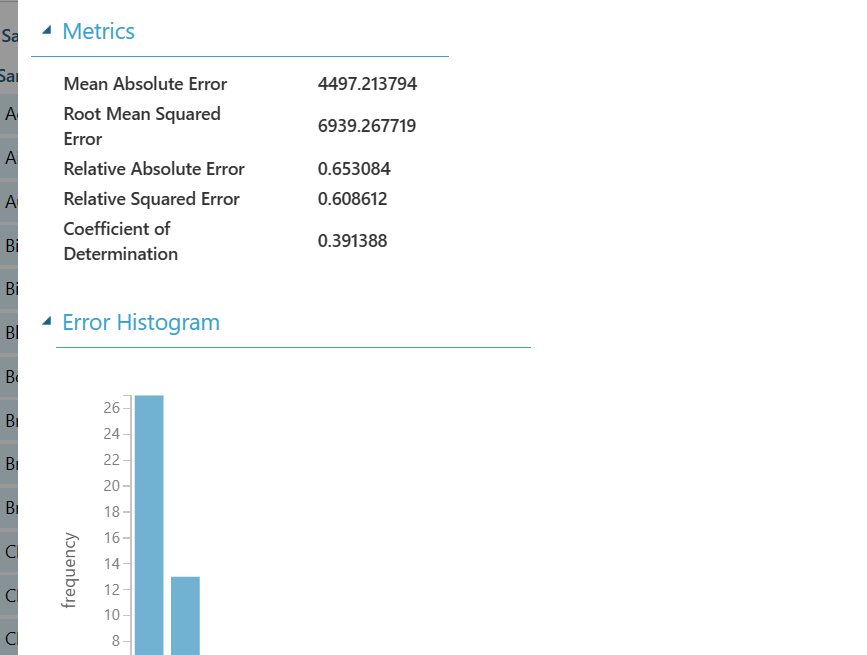 Metrics
Mean Absolute Error 4497.213794
Root Mean Squared
Error 6939.267719
Relative Absolute Error 0.653084
Relative Squared Error 0.608612
Coefficient of
Determination 0.391388
Error Histogram
26
24
22
20
18
16
14
12
10
8
frequency